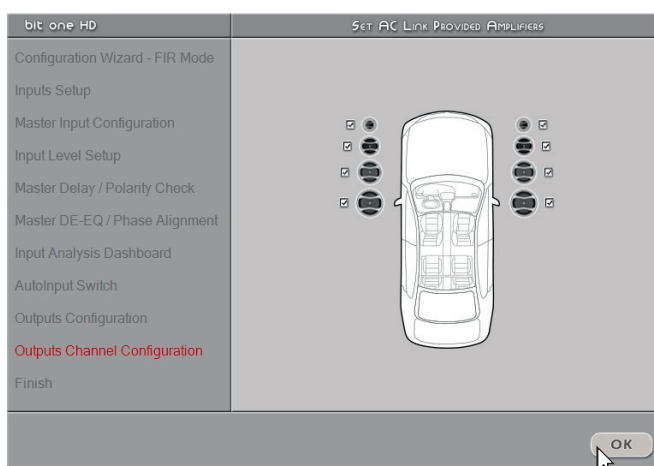 bit one HD
Set AC Link Provided Amplifiers
Configuration Wizard - FIR Mode
Inputs Setup
Master Input Configuration
Input Level Setup
Master Delay / Polarity Check
Master DE-EQ / Phase Alignment
Input Analysis Dashboard
AutoInput Switch
Outputs Configuration
Outputs Channel Configuration
Finish
OK